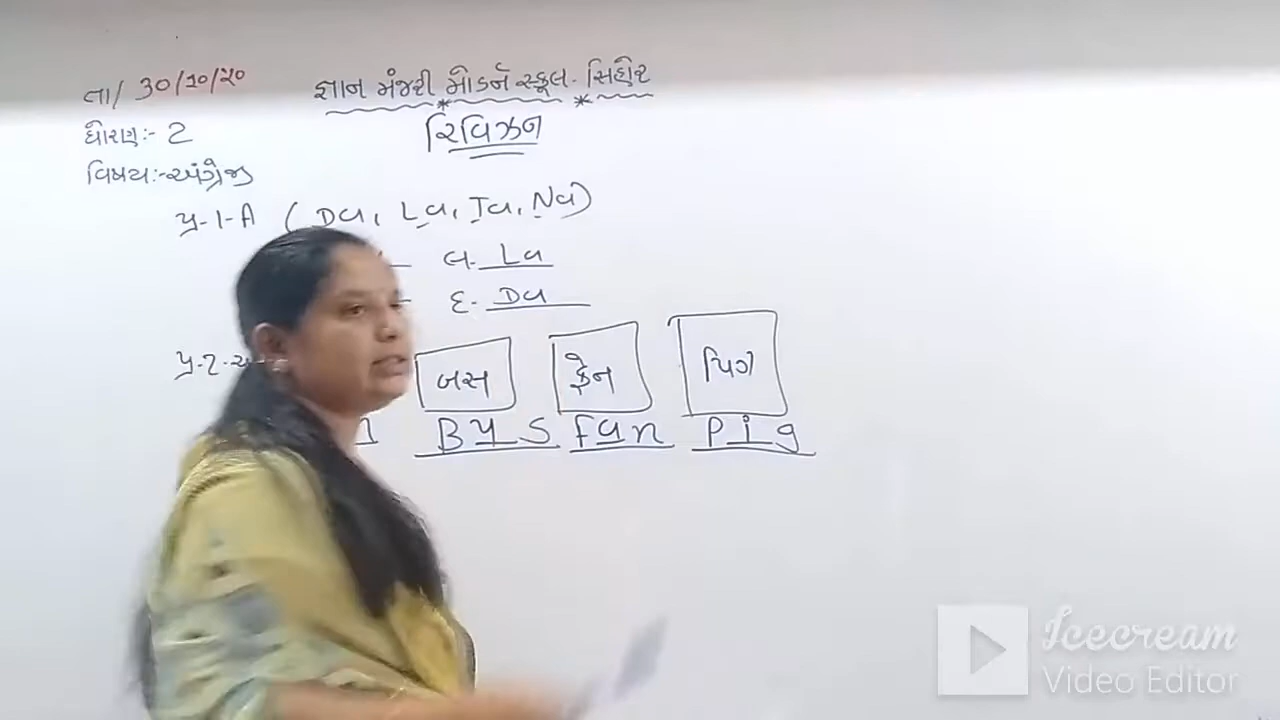 તા/ 30/10/20
જ્ઞાન મંજરી મોડર્ન સ્કૂલ - સિહોર
ધોરણ:- 2
રિવિઝન
વિષય:- અંગ્રેજી
પ્ર-1-A (Da, La, Ta, Na)
લ- La
દ- Da
પ્ર-2-અ
બસ ફેન પિગ
Bus Fan Pig
Icecream
Video Editor